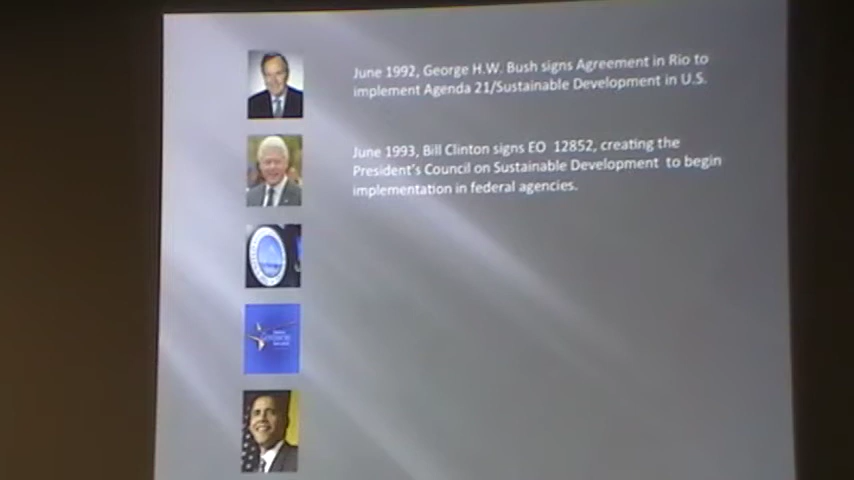 June 1992, George H.W. Bush signs Agreement in Rio to
implement Agenda 21/Sustainable Development in U.S.
June 1993, Bill Clinton signs EO 12852, creating the
President's Council on Sustainable Development to begin
implementation in federal agencies.